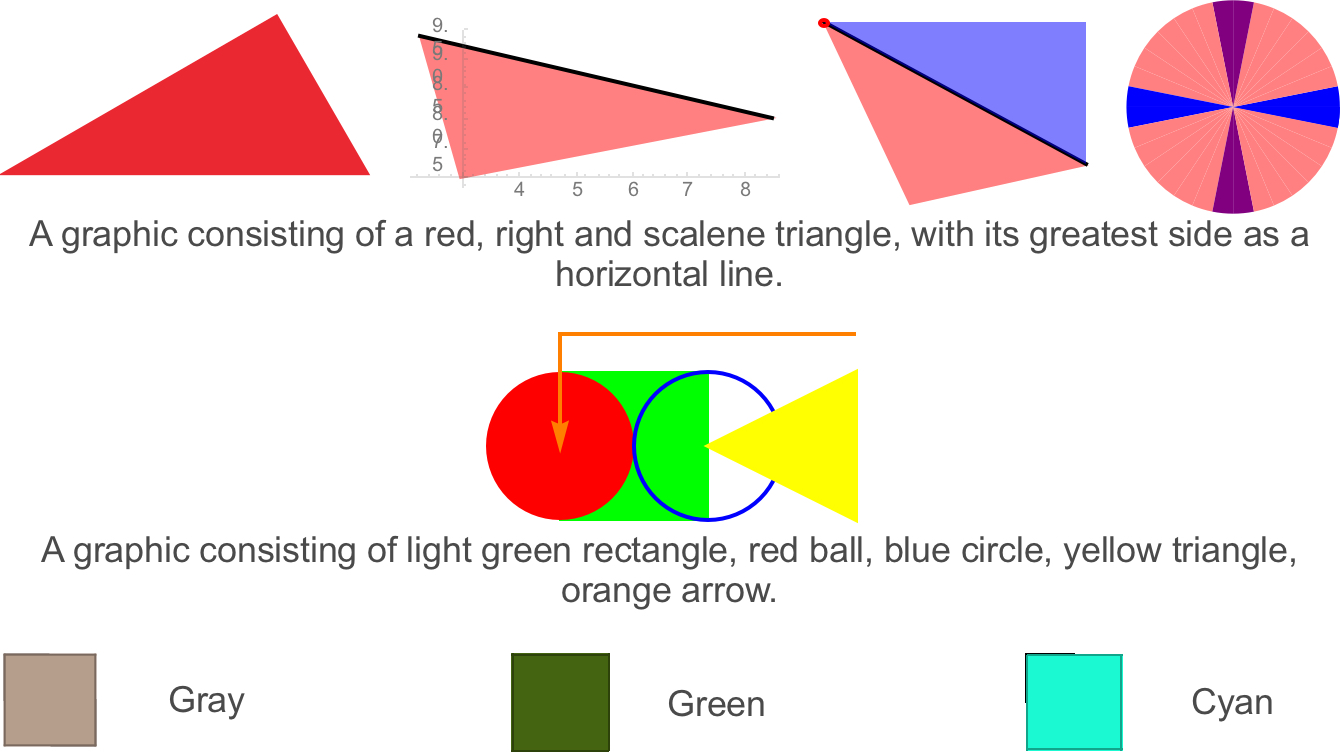 9.
5
9.
0
8.
5
8.
0
7.
5
4 5 6 7 8
A graphic consisting of a red, right and scalene triangle, with its greatest side as a
horizontal line.
A graphic consisting of light green rectangle, red ball, blue circle, yellow triangle,
orange arrow.
Gray Green Cyan